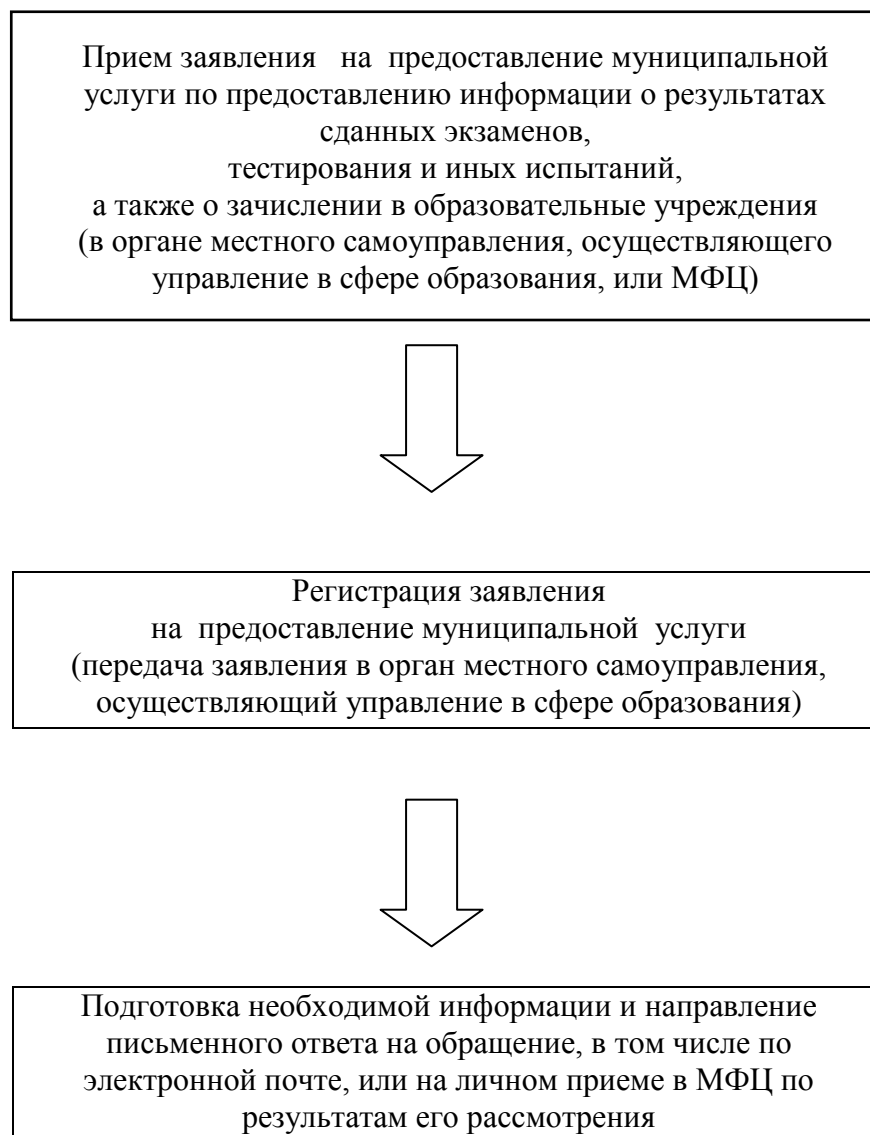 Прием заявления на предоставление муниципальной
услуги по предоставлению информации о результатах
сданных экзаменов,
тестирования и иных испытаний,
а также о зачислении в образовательные учреждения
(в органе местного самоуправления, осуществляющего
управление в сфере образования, или МФЦ)
Регистрация заявления
на предоставление муниципальной услуги
(передача заявления в орган местного самоуправления,
осуществляющий управление в сфере образования)
Подготовка необходимой информации и направление
письменного ответа на обращение, в том числе по
электронной почте, или на личном приеме в МФЦ по
результатам его рассмотрения